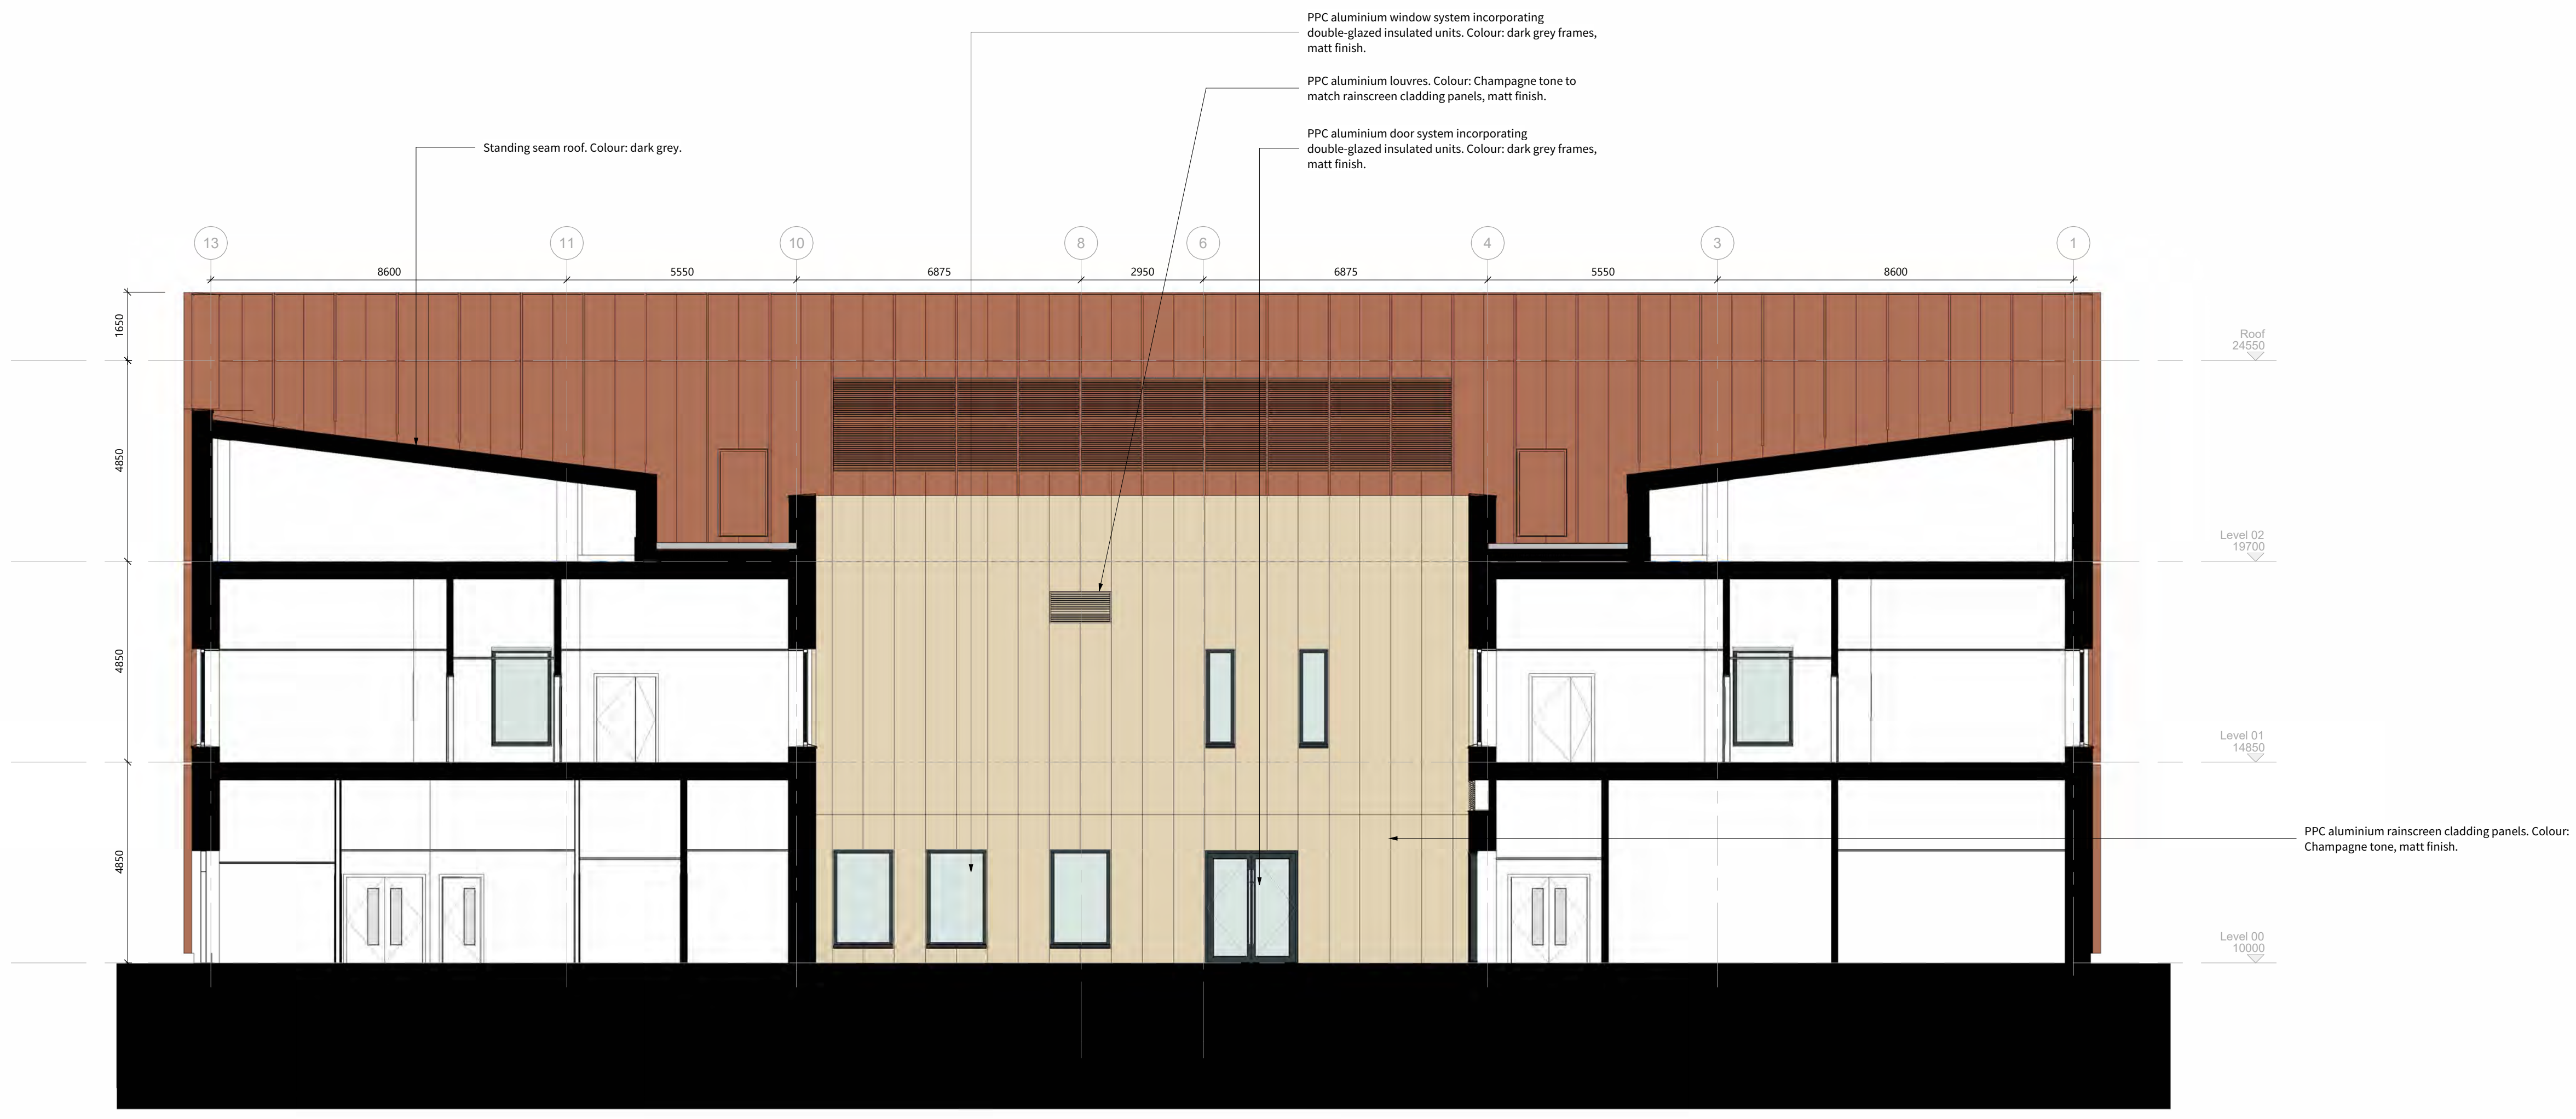 PPC aluminium window system incorporating
double-glazed insulated units. Colour: dark grey frames,
matt finish.
PPC aluminium louvres. Colour: Champagne tone to
match rainscreen cladding panels, matt finish.
PPC aluminium door system incorporating
double-glazed insulated units. Colour: dark grey frames,
matt finish.
Standing seam roof. Colour: dark grey.
13 11 10 8 6 4 3 1
8600 5550 6875 2950 6875 5550 8600
1650
Roof
24550
4850
Level 02
19700
4850
Level 01
14850
4850
PPC aluminium rainscreen cladding panels. Colour:
Champagne tone, matt finish.
Level 00
10000